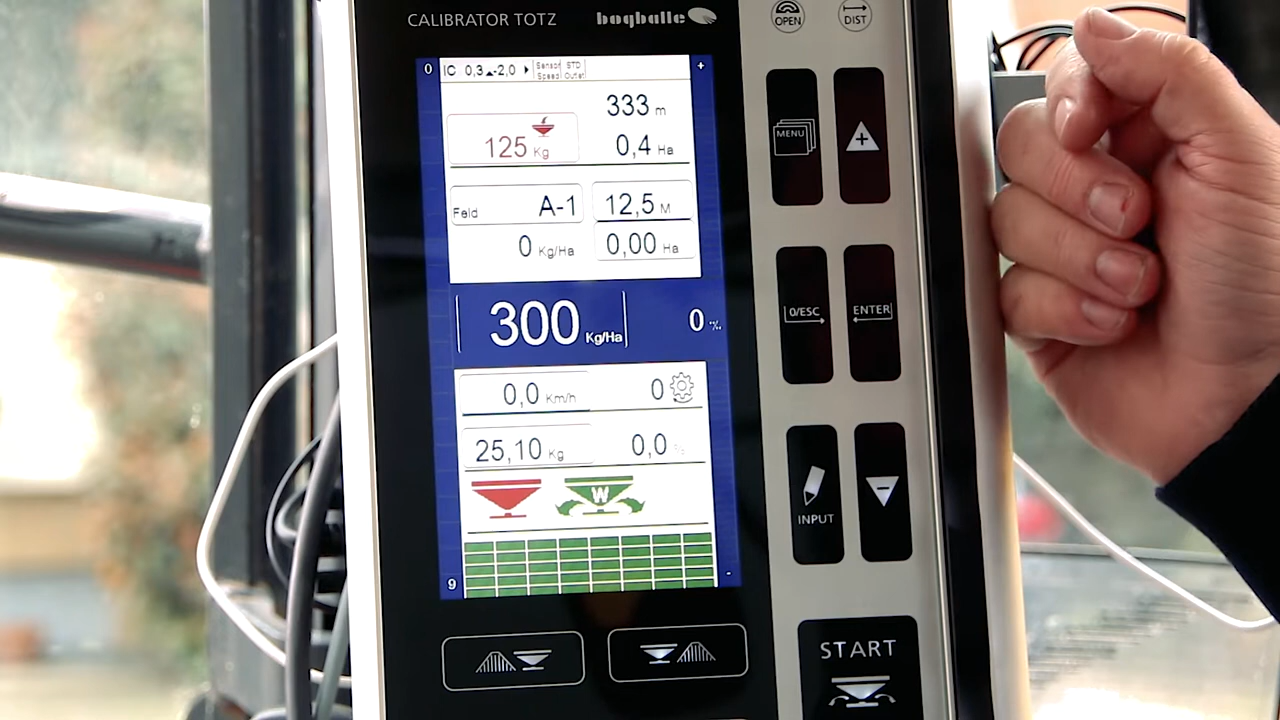 CALIBRATOR TOTZ bogballe
OPEN DIST
0 IC 0,3 -2,0 Sensor Speed STD Outlet +
333 m
125 Kg
0,4 Ha
MENU +
Feld A-1 12,5 M
0 Kg/Ha 0,00 Ha
300 Kg/Ha 0 %
0/ESC ENTER
0,0 Km/h 0
25,10 Kg 0,0
W
INPUT
9 -
START